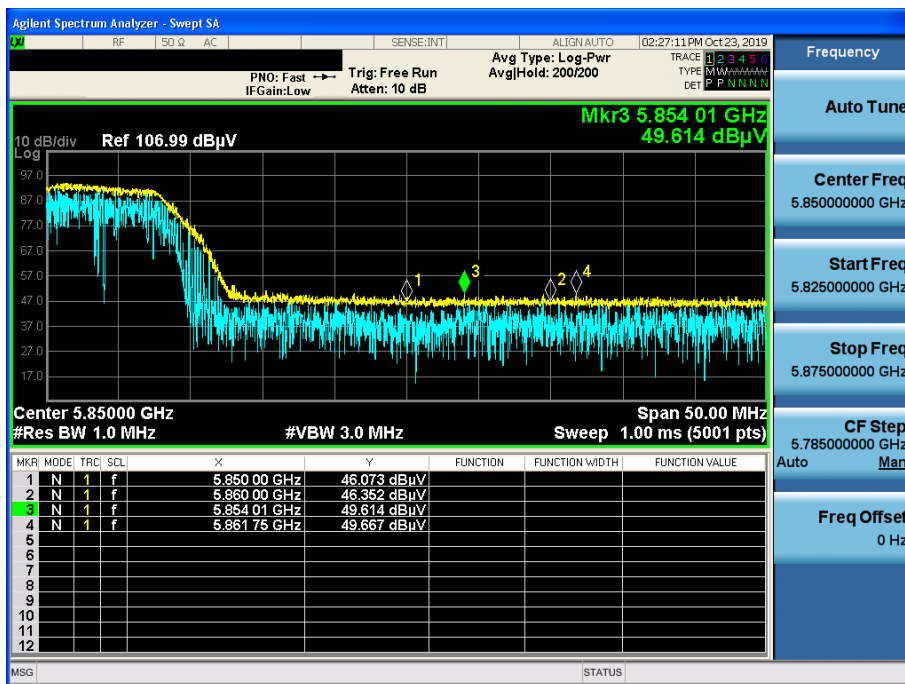 Agilent Spectrum Analyzer - Swept SA
LXI RF 50 Ω AC SENSE:INT ALIGN AUTO 02:27:11 PM Oct 23, 2019
PNO: Fast
IFGain:Low
Trig: Free Run
Atten: 10 dB
Avg Type: Log-Pwr
Avg|Hold: 200/200
TRACE 1 2 3 4 5 6
TYPE MWWWWW
DET P P N N N N
Mkr3 5.854 01 GHz
49.614 dBµV
10 dB/div Ref 106.99 dBµV
Log
97.0
87.0
77.0
67.0
57.0
47.0
37.0
27.0
17.0
1
3
2
4
Center 5.85000 GHz Span 50.00 MHz
#Res BW 1.0 MHz #VBW 3.0 MHz Sweep 1.00 ms (5001 pts)
MKR MODE TRC SCL X Y FUNCTION FUNCTION WIDTH FUNCTION VALUE
1 N 1 f 5.850 00 GHz 46.073 dBµV
2 N 1 f 5.860 00 GHz 46.352 dBµV
3 N 1 f 5.854 01 GHz 49.614 dBµV
4 N 1 f 5.861 75 GHz 49.667 dBµV
5
6
7
8
9
10
11
12
MSG STATUS
Frequency
Auto Tune
Center Freq
5.850000000 GHz
Start Freq
5.825000000 GHz
Stop Freq
5.875000000 GHz
CF Step
5.785000000 GHz
Auto Man
Freq Offset
0 Hz